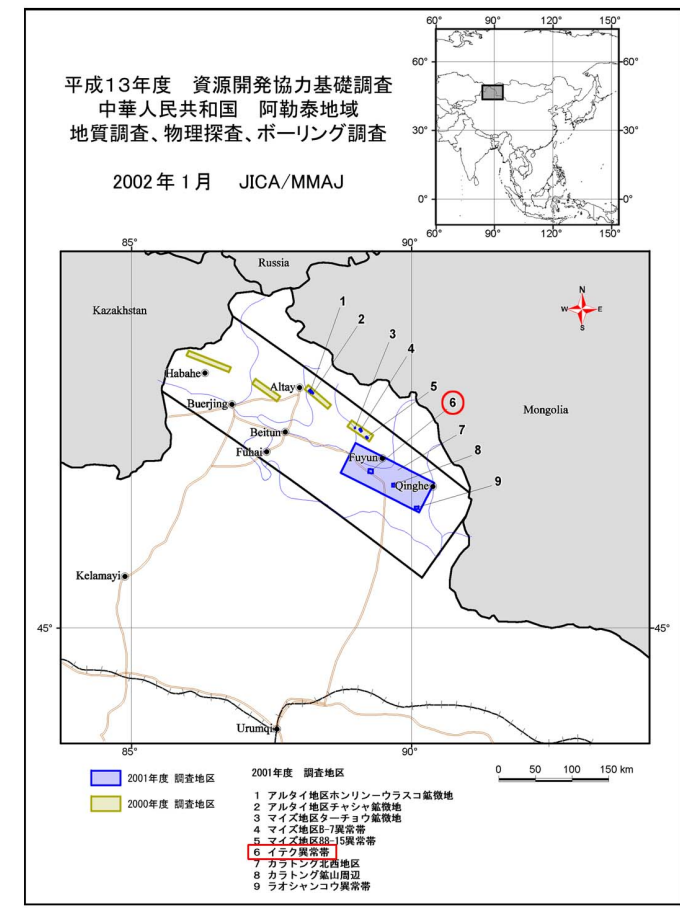 平成13年度 資源開発協力基礎調査
中華人民共和国 阿勒泰地域
地質調査、物理探査、ボーリング調査
2002年1月 JICA/MMAJ
60° 90° 120° 150°
60° 60°
30° 30°
0° 0°
60° 90° 120° 150°
85° 90°
Russia
Kazakhstan
N
W E
S
1
2
3
4
Habahe
Altay
5
6
Buerjing
Mongolia
Beitun
7
Fuhai
Fuyun
8
Qinghe
9
Kelamayi
45° 45°
Urumqi
85° 90°
2001年度 調査地区
2000年度 調査地区
2001年度 調査地区
1 アルタイ地区ホンリンーウラスコ鉱徴地
2 アルタイ地区チャシャ鉱徴地
3 マイズ地区ターチョウ鉱徴地
4 マイズ地区B-7異常帯
5 マイズ地区88-15異常帯
6 イテク異常帯
7 カラトング北西地区
8 カラトング鉱山周辺
9 ラオシャンコウ異常帯
0 50 100 150 km